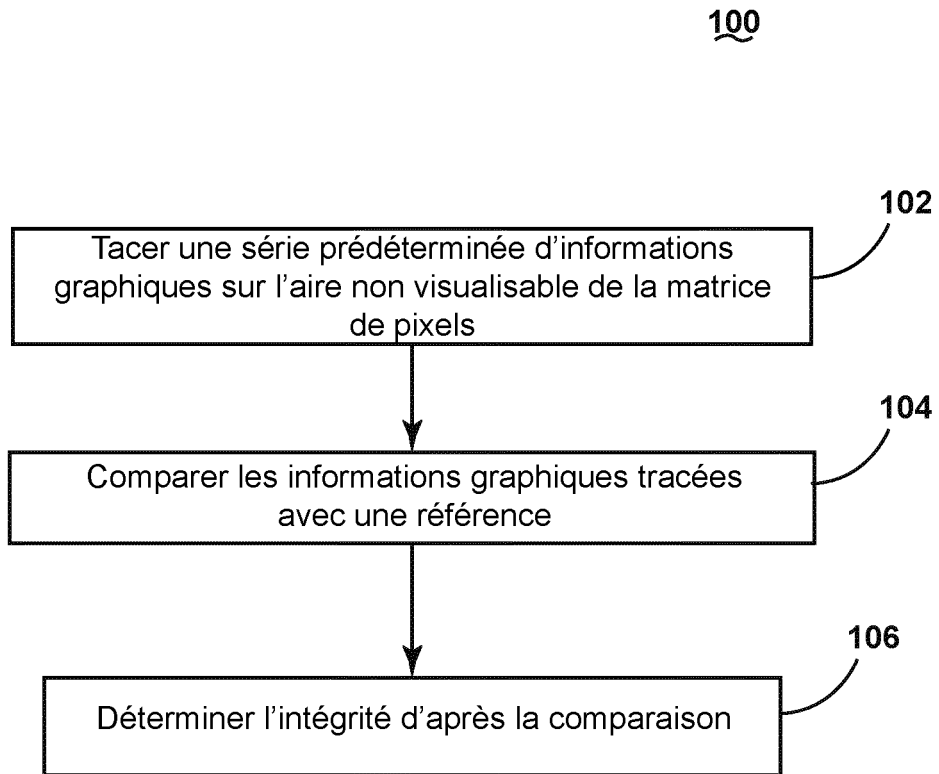 100
102
Tacer une série prédéterminée d'informations
graphiques sur l'aire non visualisable de la matrice
de pixels
104
Comparer les informations graphiques tracées
avec une référence
106
Déterminer l'intégrité d'après la comparaison